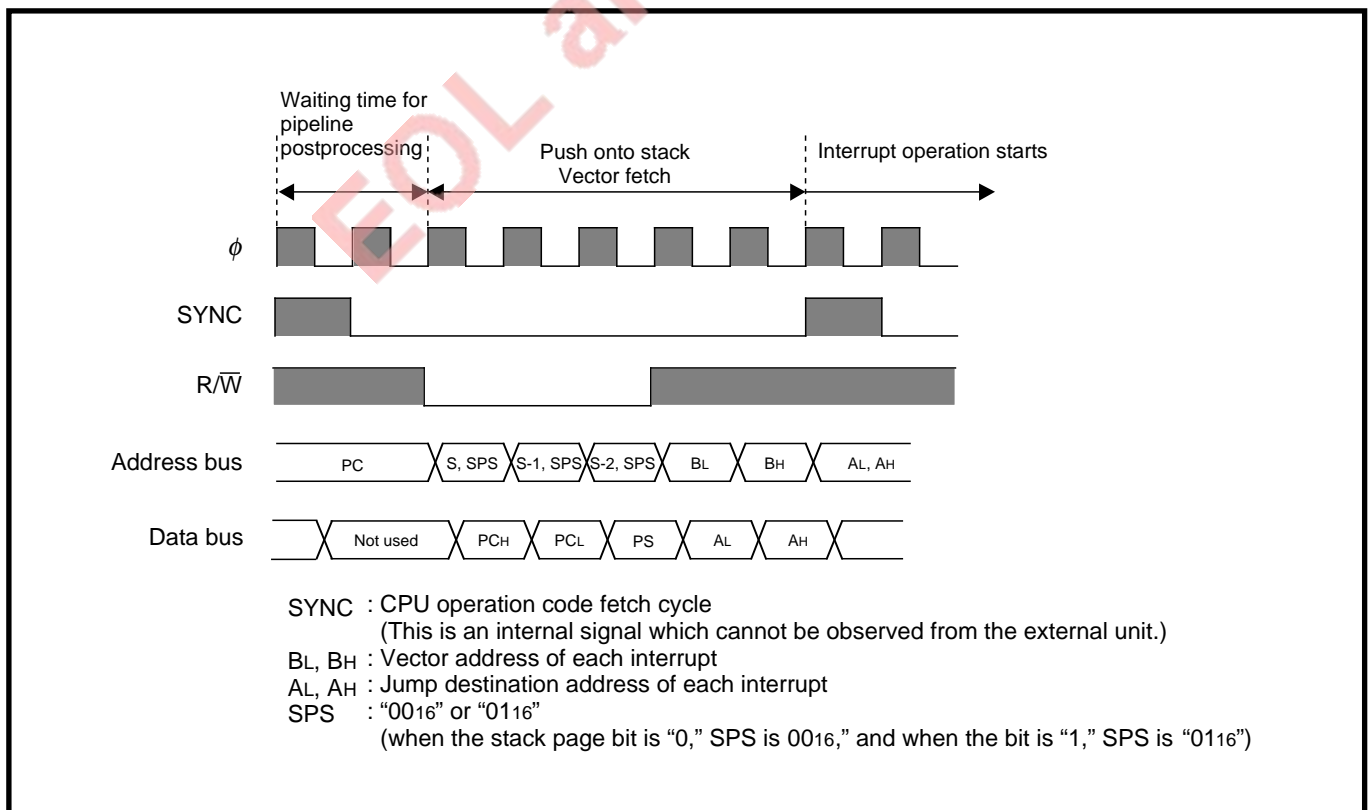 EOL an
Waiting time for
pipeline
postprocessing
Push onto stack
Vector fetch
Interrupt operation starts
ϕ
SYNC
R/W̅
Address bus
PC
S, SPS
S-1, SPS
S-2, SPS
BL
BH
AL, AH
Data bus
Not used
PCH
PCL
PS
AL
AH
SYNC : CPU operation code fetch cycle
(This is an internal signal which cannot be observed from the external unit.)
BL, BH : Vector address of each interrupt
AL, AH : Jump destination address of each interrupt
SPS : “0016” or “0116”
(when the stack page bit is “0,” SPS is 0016,” and when the bit is “1,” SPS is “0116”)